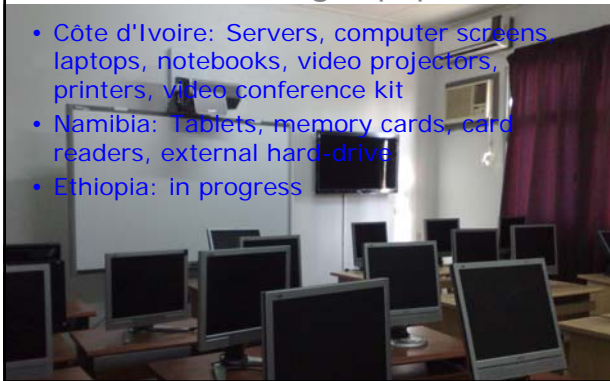 • Côte d'Ivoire: Servers, computer screens,
laptops, notebooks, video projectors,
printers, video conference kit
• Namibia: Tablets, memory cards, card
readers, external hard-drive
• Ethiopia: in progress